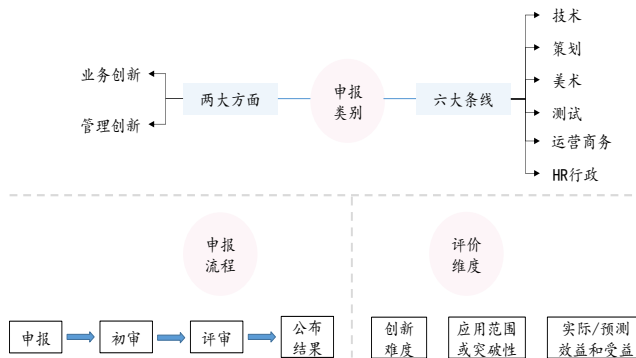 业务创新
管理创新
两大方面
申报
类别
六大条线
技术
策划
美术
测试
运营商务
HR行政
申报
流程
评价
维度
申报
初审
评审
公布
结果
创新
难度
应用范围
或突破性
实际/预测
效益和受益